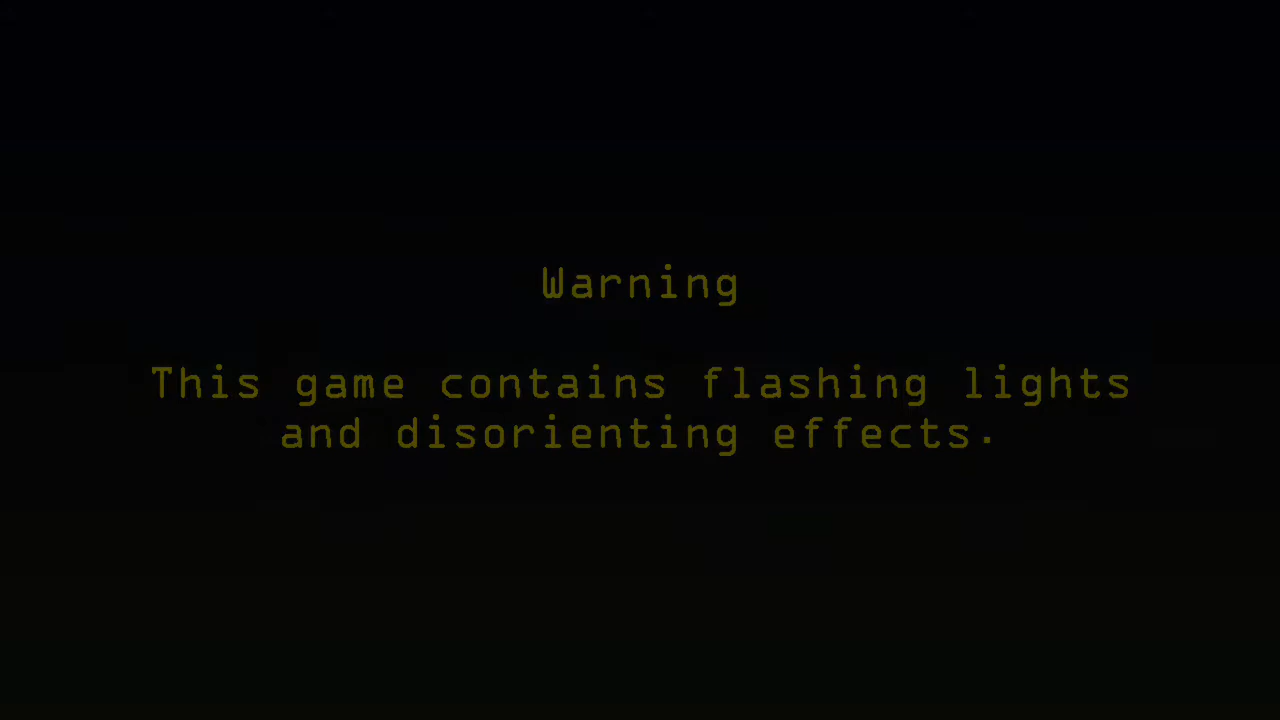 Warning
This game contains flashing lights
and disorienting effects.